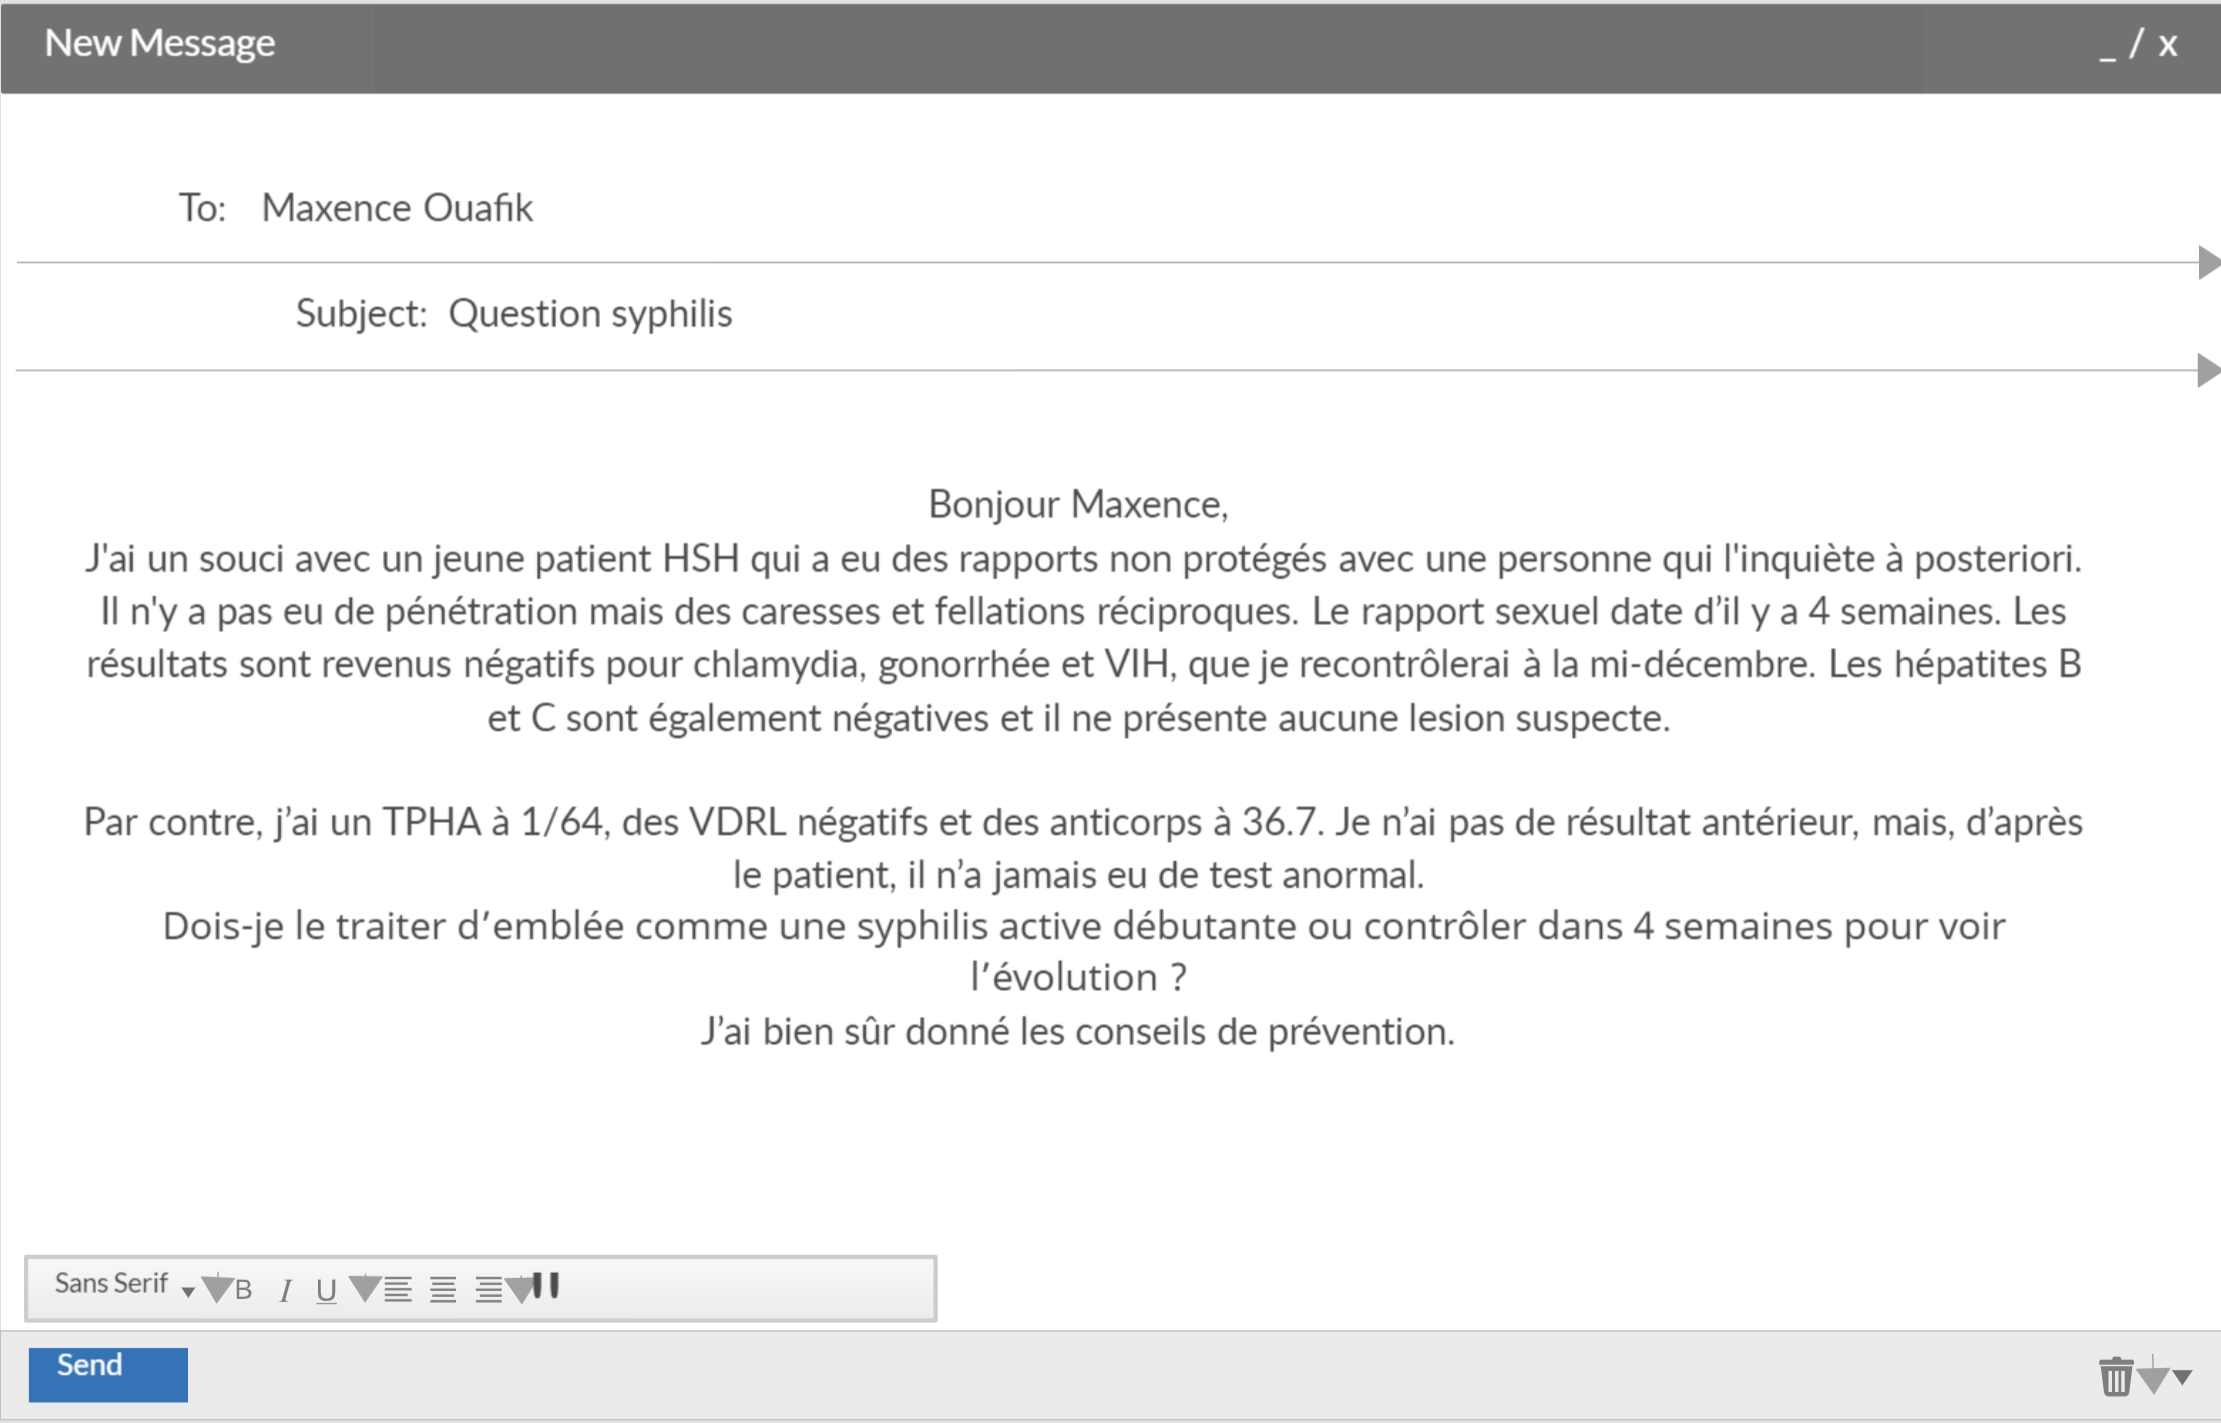 New Message
_ / x
To: Maxence Ouafik
Subject: Question syphilis
Bonjour Maxence,
J'ai un souci avec un jeune patient HSH qui a eu des rapports non protégés avec une personne qui l'inquiète à posteriori.
Il n'y a pas eu de pénétration mais des caresses et fellations réciproques. Le rapport sexuel date d’il y a 4 semaines. Les
résultats sont revenus négatifs pour chlamydia, gonorrhée et VIH, que je recontrôlerai à la mi-décembre. Les hépatites B
et C sont également négatives et il ne présente aucune lesion suspecte.
Par contre, j’ai un TPHA à 1/64, des VDRL négatifs et des anticorps à 36.7. Je n’ai pas de résultat antérieur, mais, d’après
le patient, il n’a jamais eu de test anormal.
Dois-je le traiter d’emblée comme une syphilis active débutante ou contrôler dans 4 semaines pour voir
l’évolution ?
J’ai bien sûr donné les conseils de prévention.
Sans Serif B I U "
Send